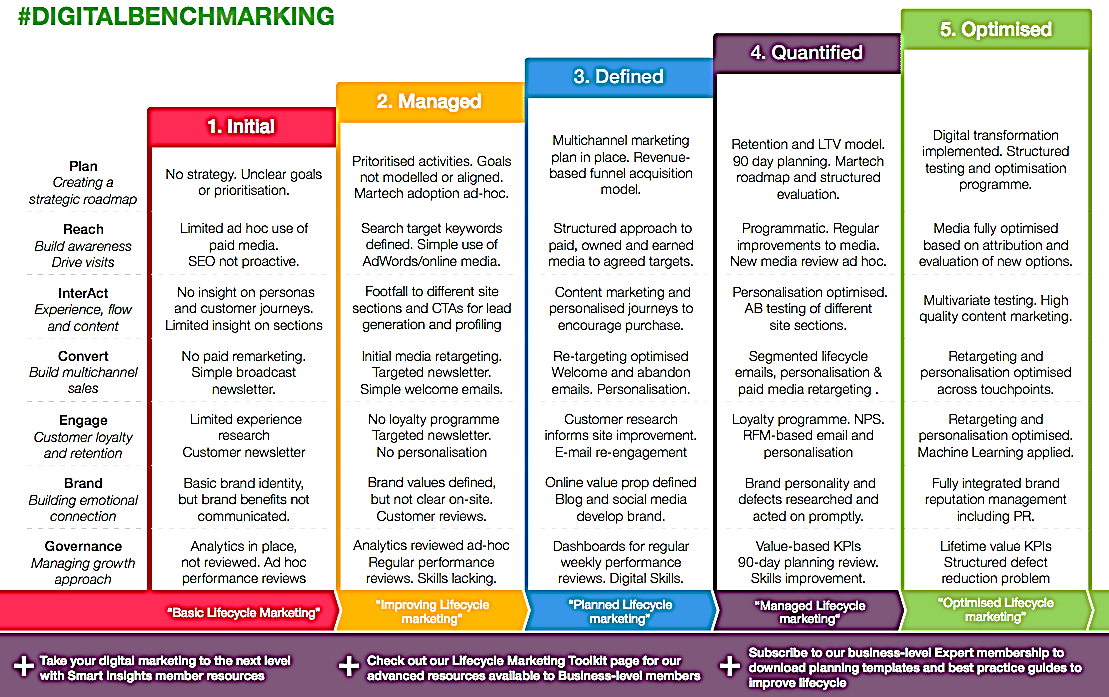 #DIGITALBENCHMARKING
5. Optimised
4. Quantified
3. Defined
2. Managed
1. Initial
Plan
Creating a
strategic roadmap
No strategy. Unclear goals
or prioritisation.
Pritoritised activities. Goals
not modelled or aligned.
Martech adoption ad-hoc.
Multichannel marketing
plan in place. Revenue-
based funnel acquisition
model.
Retention and LTV model.
90 day planning. Martech
roadmap and structured
evaluation.
Digital transformation
implemented. Structured
testing and optimisation
programme.
Reach
Build awareness
Drive visits
Limited ad hoc use of
paid media.
SEO not proactive.
Search target keywords
defined. Simple use of
AdWords/online media.
Structured approach to
paid, owned and earned
media to agreed targets.
Programmatic. Regular
improvements to media.
New media review ad hoc.
Media fully optimised
based on attribution and
evaluation of new options.
InterAct
Experience, flow
and content
No insight on personas
and customer journeys.
Limited insight on sections
Footfall to different site
sections and CTAs for lead
generation and profiling
Content marketing and
personalised journeys to
encourage purchase.
Personalisation optimised.
AB testing of different
site sections.
Multivariate testing. High
quality content marketing.
Convert
Build multichannel
sales
No paid remarketing.
Simple broadcast
newsletter.
Initial media retargeting.
Targeted newsletter.
Simple welcome emails.
Re-targeting optimised
Welcome and abandon
emails. Personalisation.
Segmented lifecycle
emails, personalisation &
paid media retargeting .
Retargeting and
personalisation optimised
across touchpoints.
Engage
Customer loyalty
and retention
Limited experience
research
Customer newsletter
No loyalty programme
Targeted newsletter.
No personalisation
Customer research
informs site improvement.
E-mail re-engagement
Loyalty programme. NPS.
RFM-based email and
personalisation
Retargeting and
personalisation optimised.
Machine Learning applied.
Brand
Building emotional
connection
Basic brand identity,
but brand benefits not
communicated.
Brand values defined,
but not clear on-site.
Customer reviews.
Online value prop defined
Blog and social media
develop brand.
Brand personality and
defects researched and
acted on promptly.
Fully integrated brand
reputation management
including PR.
Governance
Managing growth
approach
Analytics in place,
not reviewed. Ad hoc
performance reviews
Analytics reviewed ad-hoc
Regular performance
reviews. Skills lacking.
Dashboards for regular
weekly performance
reviews. Digital Skills.
Value-based KPIs
90-day planning review.
Skills improvement.
Lifetime value KPIs
Structured defect
reduction problem
"Basic Lifecycle Marketing"
"Improving Lifecycle
marketing"
"Planned Lifecycle
marketing"
"Managed Lifecycle
marketing"
"Optimised Lifecycle
marketing"
+ Take your digital marketing to the next level
with Smart Insights member resources
+ Check out our Lifecycle Marketing Toolkit page for our
advanced resources available to Business-level members
+ Subscribe to our business-level Expert membership to
download planning templates and best practice guides to
improve lifecycle